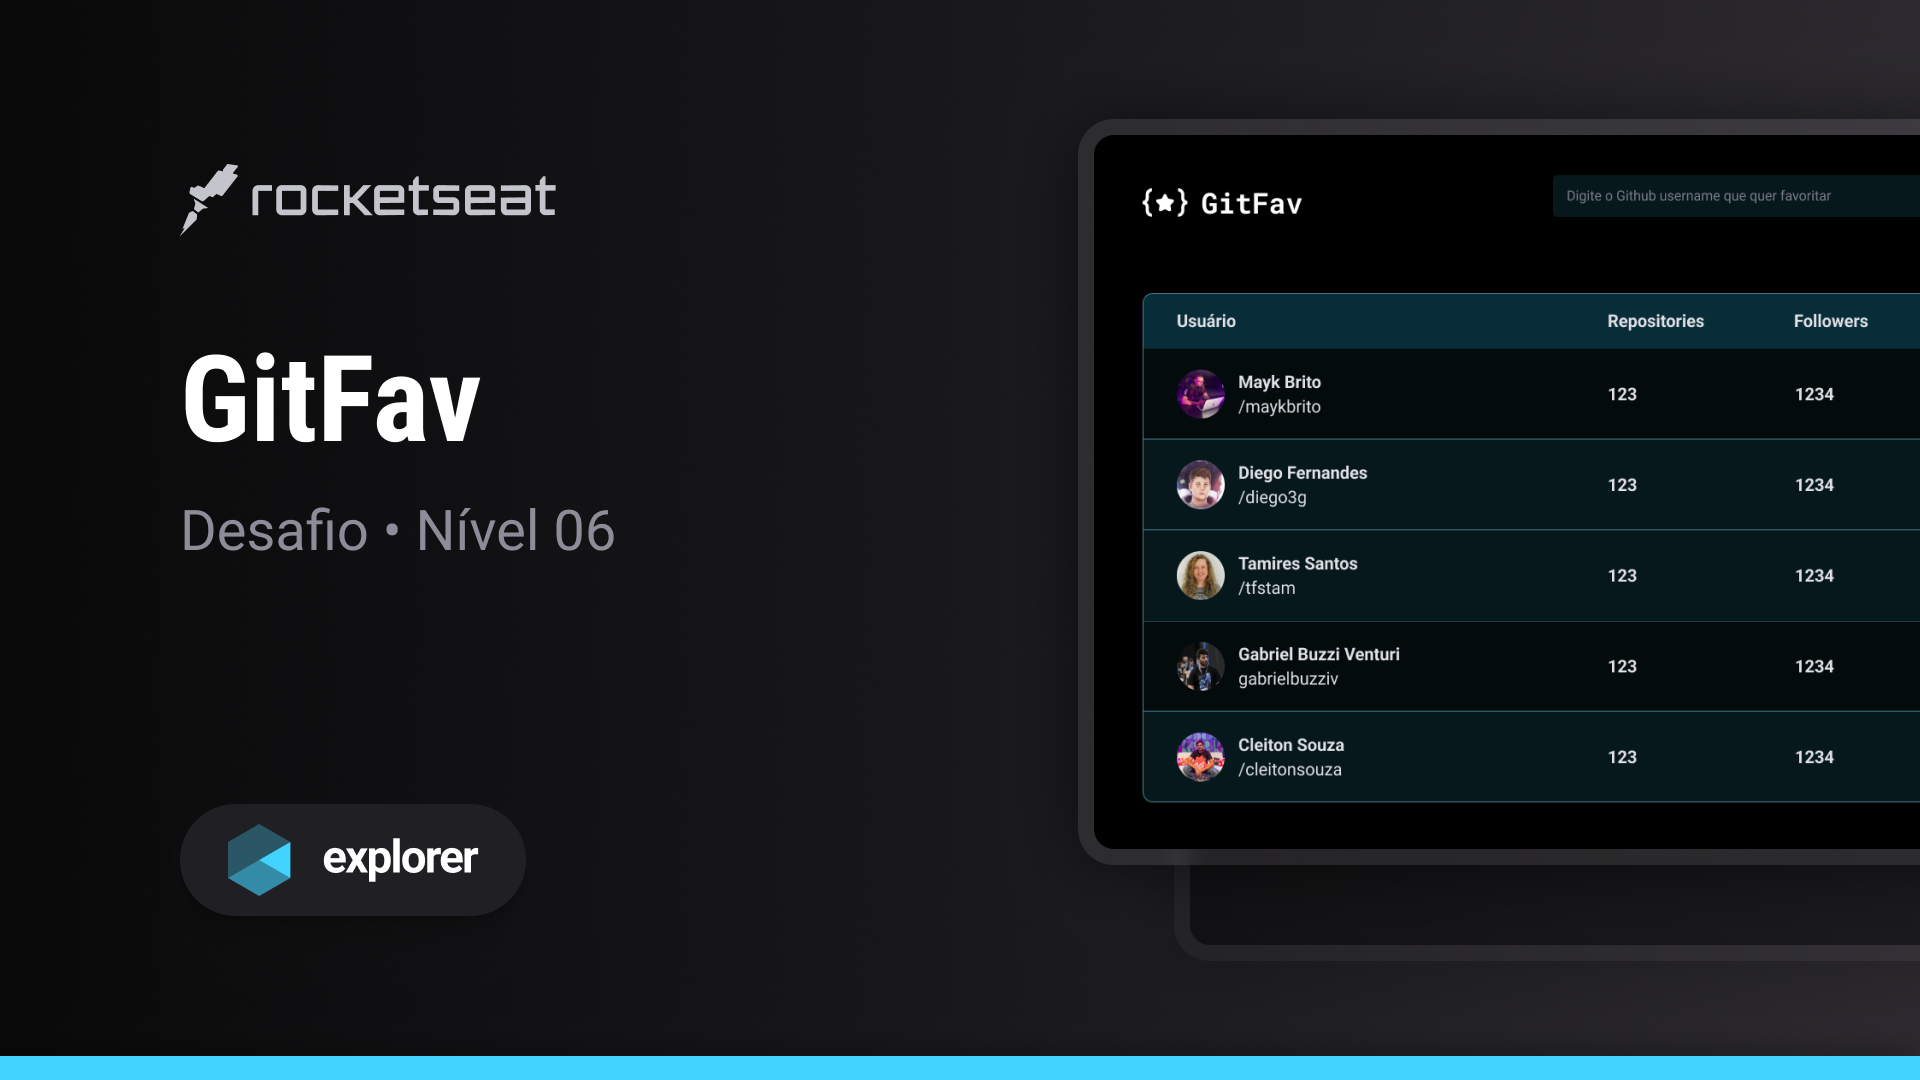 rocketseat
GitFav
Desafio • Nível 06
explorer
{★} GitFav
Digite o Github username que quer favoritar
Usuário Repositories Followers
Mayk Brito
/maykbrito
123 1234
Diego Fernandes
/diego3g
123 1234
Tamires Santos
/tfstam
123 1234
Gabriel Buzzi Venturi
gabrielbuzziv
123 1234
Cleiton Souza
/cleitonsouza
123 1234